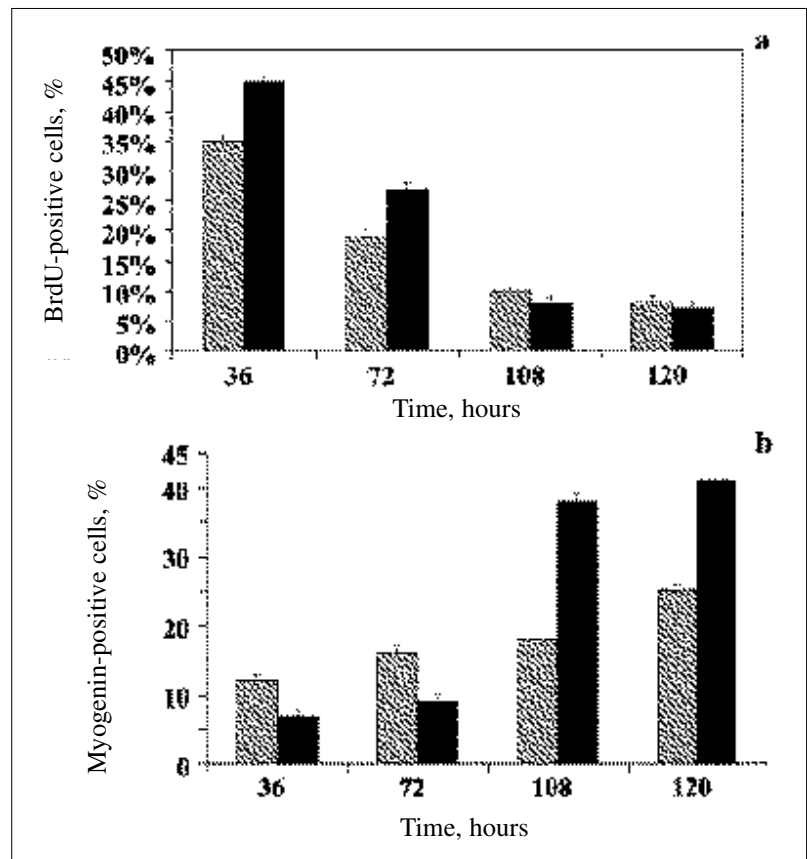 a
BrdU-positive cells, %
50%
45%
40%
35%
30%
25%
20%
15%
10%
5%
0%
36 72 108 120
Time, hours
b
Myogenin-positive cells, %
45
40
30
20
10
0
36 72 108 120
Time, hours